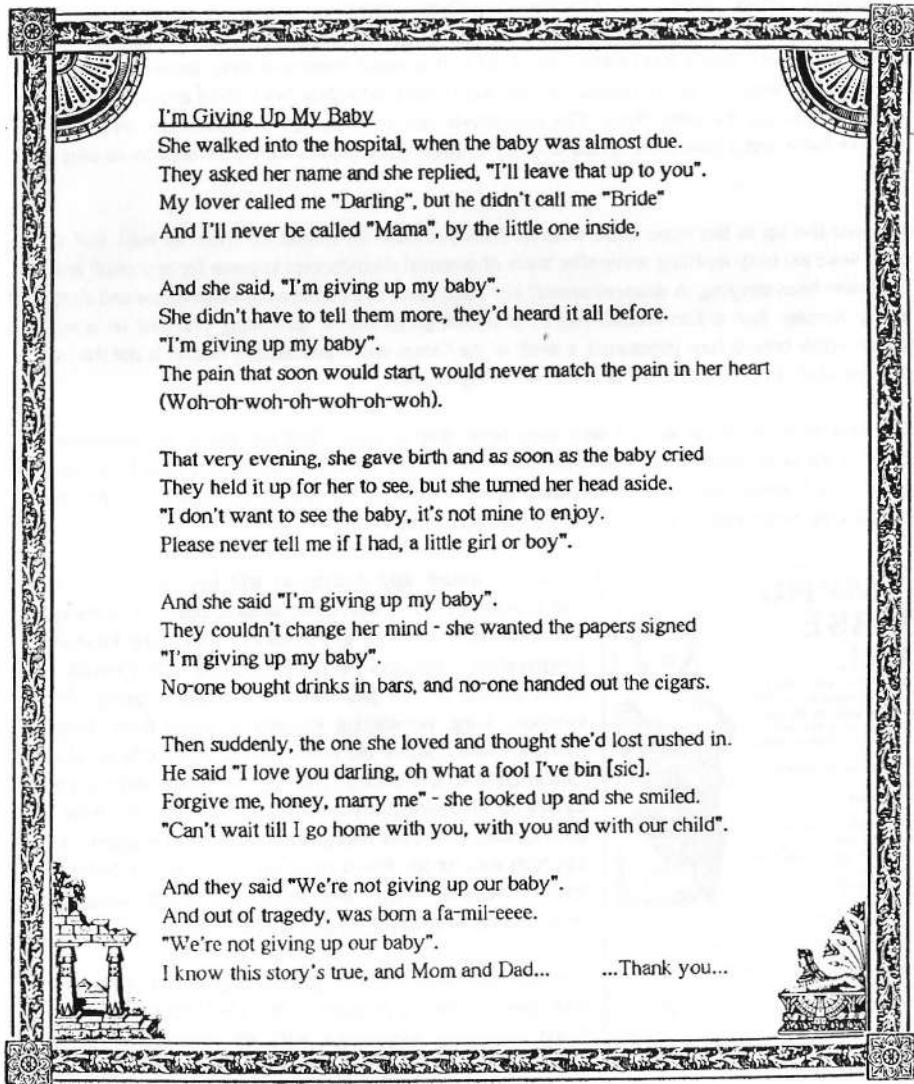 I'm Giving Up My Baby
She walked into the hospital, when the baby was almost due.
They asked her name and she replied, "I'll leave that up to you".
My lover called me "Darling", but he didn't call me "Bride"
And I'll never be called "Mama", by the little one inside,
And she said, "I'm giving up my baby".
She didn't have to tell them more, they'd heard it all before.
"I'm giving up my baby".
The pain that soon would start, would never match the pain in her heart
(Woh-oh-woh-oh-woh-oh-woh).
That very evening, she gave birth and as soon as the baby cried
They held it up for her to see, but she turned her head aside.
"I don't want to see the baby, it's not mine to enjoy.
Please never tell me if I had, a little girl or boy".
And she said "I'm giving up my baby".
They couldn't change her mind - she wanted the papers signed
"I'm giving up my baby".
No-one bought drinks in bars, and no-one handed out the cigars.
Then suddenly, the one she loved and thought she'd lost rushed in.
He said "I love you darling, oh what a fool I've bin [sic].
Forgive me, honey, marry me" - she looked up and she smiled.
"Can't wait till I go home with you, with you and with our child".
And they said "We're not giving up our baby".
And out of tragedy, was born a fa-mil-eeee.
"We're not giving up our baby".
I know this story's true, and Mom and Dad... ...Thank you...